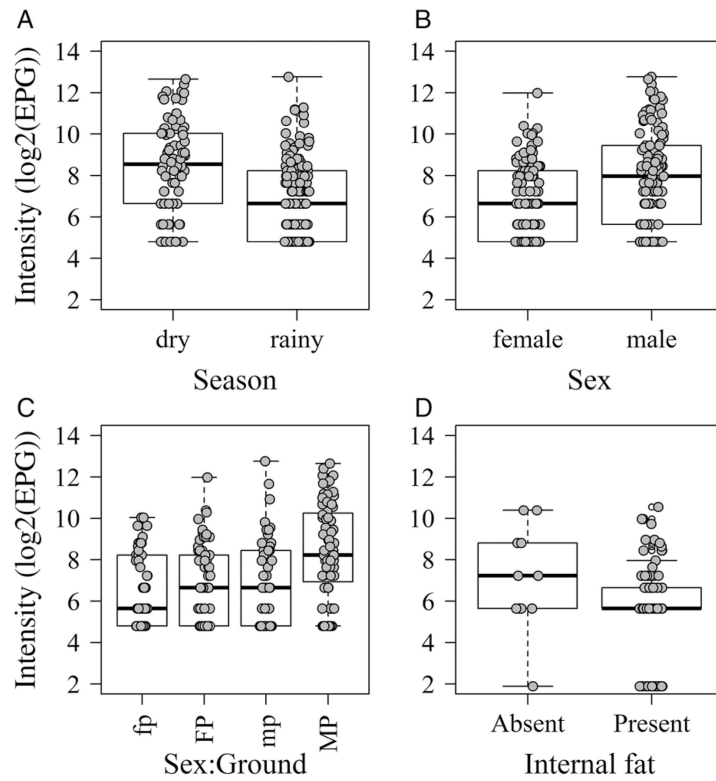 A
Intensity (log2(EPG))
14
12
10
8
6
4
2
dry rainy
Season
B
14
12
10
8
6
4
2
female male
Sex
C
Intensity (log2(EPG))
14
12
10
8
6
4
2
fp FP mp MP
Sex:Ground
D
14
12
10
8
6
4
2
Absent Present
Internal fat